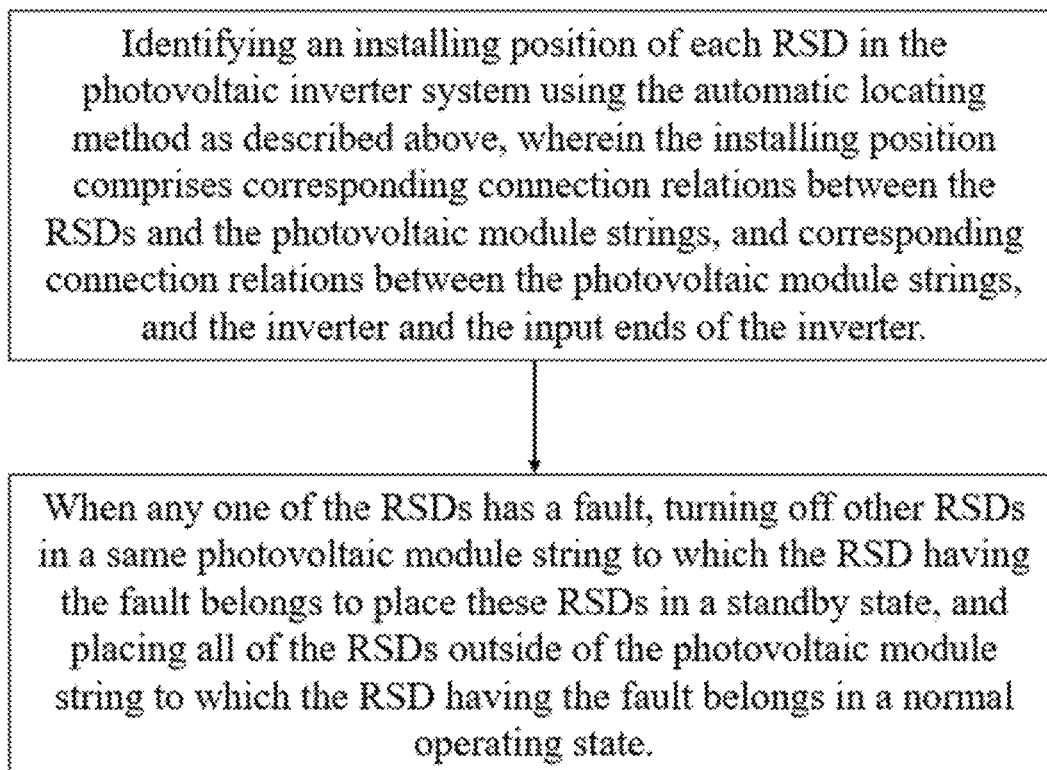 Identifying an installing position of each RSD in the
photovoltaic inverter system using the automatic locating
method as described above, wherein the installing position
comprises corresponding connection relations between the
RSDs and the photovoltaic module strings, and corresponding
connection relations between the photovoltaic module strings,
and the inverter and the input ends of the inverter.
When any one of the RSDs has a fault, turning off other RSDs
in a same photovoltaic module string to which the RSD having
the fault belongs to place these RSDs in a standby state, and
placing all of the RSDs outside of the photovoltaic module
string to which the RSD having the fault belongs in a normal
operating state.